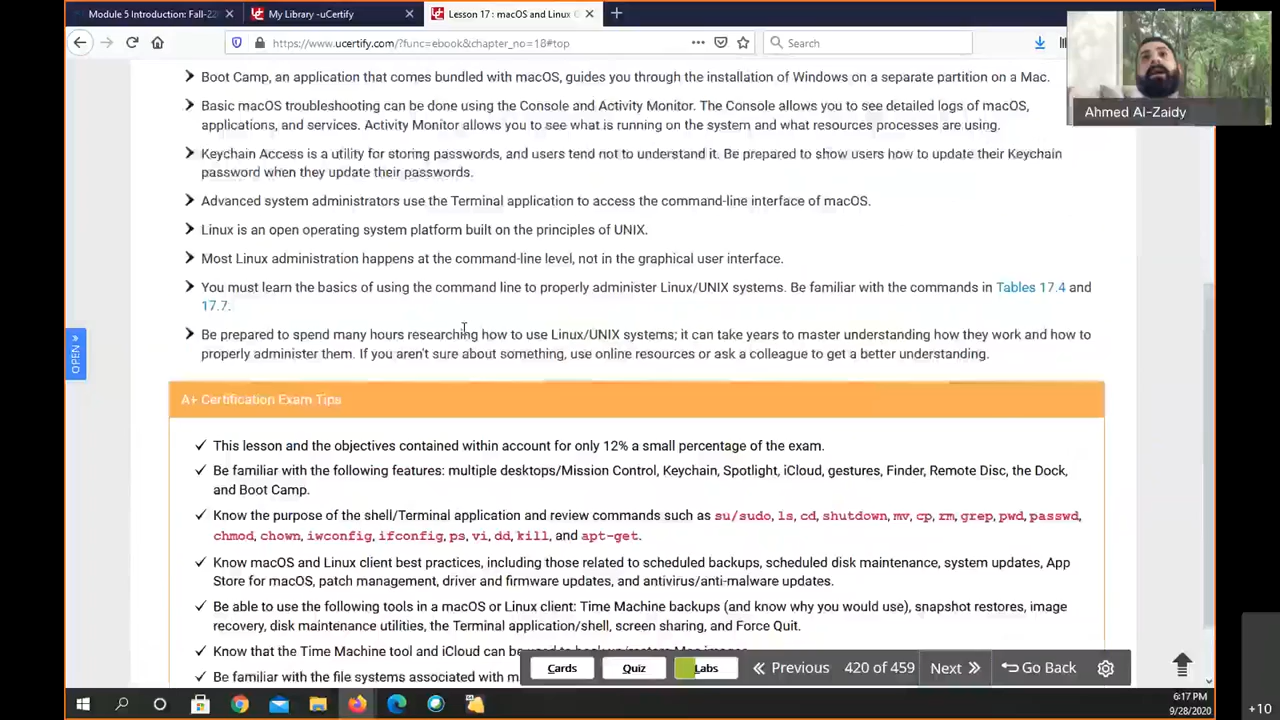 Module 5 Introduction: Fall-22
My Library -uCertify
Lesson 17 : macOS and Linux
https://www.ucertify.com/?func=ebook&chapter_no=18#top
Search
Ahmed Al-Zaidy
Boot Camp, an application that comes bundled with macOS, guides you through the installation of Windows on a separate partition on a Mac.
Basic macOS troubleshooting can be done using the Console and Activity Monitor. The Console allows you to see detailed logs of macOS,
applications, and services. Activity Monitor allows you to see what is running on the system and what resources processes are using.
Keychain Access is a utility for storing passwords, and users tend not to understand it. Be prepared to show users how to update their Keychain
password when they update their passwords.
Advanced system administrators use the Terminal application to access the command-line interface of macOS.
Linux is an open operating system platform built on the principles of UNIX.
Most Linux administration happens at the command-line level, not in the graphical user interface.
You must learn the basics of using the command line to properly administer Linux/UNIX systems. Be familiar with the commands in Tables 17.4 and
17.7.
Be prepared to spend many hours researching how to use Linux/UNIX systems; it can take years to master understanding how they work and how to
properly administer them. If you aren't sure about something, use online resources or ask a colleague to get a better understanding.
OPEN »
A+ Certification Exam Tips
This lesson and the objectives contained within account for only 12% a small percentage of the exam.
Be familiar with the following features: multiple desktops/Mission Control, Keychain, Spotlight, iCloud, gestures, Finder, Remote Disc, the Dock,
and Boot Camp.
Know the purpose of the shell/Terminal application and review commands such as su/sudo, ls, cd, shutdown, mv, cp, rm, grep, pwd, passwd,
chmod, chown, iwconfig, ifconfig, ps, vi, dd, kill, and apt-get.
Know macOS and Linux client best practices, including those related to scheduled backups, scheduled disk maintenance, system updates, App
Store for macOS, patch management, driver and firmware updates, and antivirus/anti-malware updates.
Be able to use the following tools in a macOS or Linux client: Time Machine backups (and know why you would use), snapshot restores, image
recovery, disk maintenance utilities, the Terminal application/shell, screen sharing, and Force Quit.
Know that the Time Machine tool and iCloud can be
Be familiar with the file systems associated with
Cards Quiz Labs Previous 420 of 459 Next Go Back
6:17 PM
9/28/2020
+10